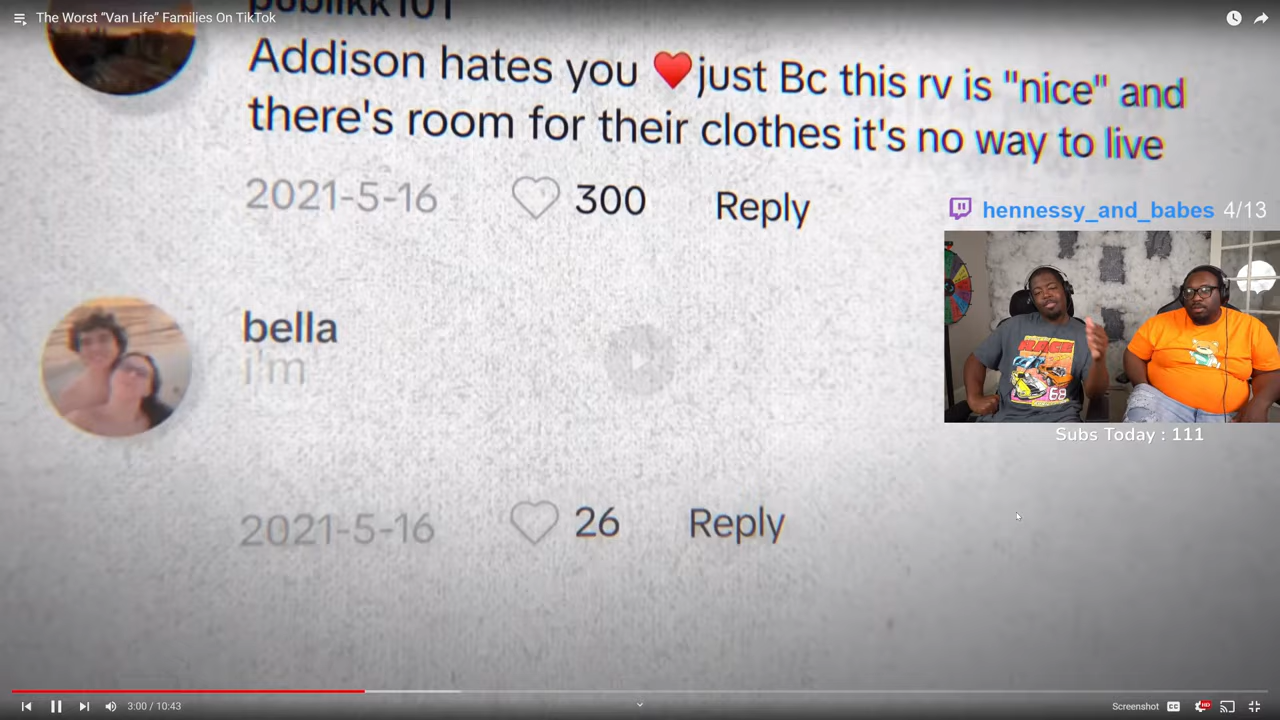 The Worst “Van Life” Families On TikTok
publikk101
Addison hates you ❤️just Bc this rv is "nice" and
there's room for their clothes it's no way to live
2021-5-16 300 Reply
hennessy_and_babes 4/13
bella
i'm
2021-5-16 26 Reply
Subs Today : 111
3:00 / 10:43
Screenshot CC HD